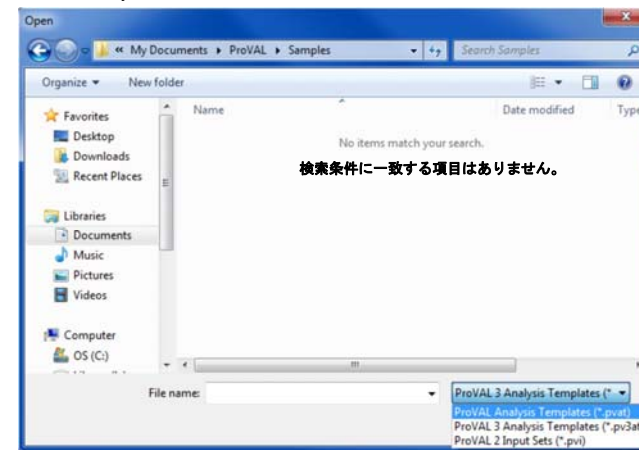 Open
« My Documents ▸ ProVAL ▸ Samples
Search Samples
Organize ▾ New folder
Name
Date modified
Type
Favorites
Desktop
Downloads
Recent Places
No items match your search.
検索条件に一致する項目はありません。
Libraries
Documents
Music
Pictures
Videos
Computer
OS (C:)
File name:
ProVAL 3 Analysis Templates (*
ProVAL Analysis Templates (*.pvat)
ProVAL 3 Analysis Templates (*.pv3at
ProVAL 2 Input Sets (*.pvi)